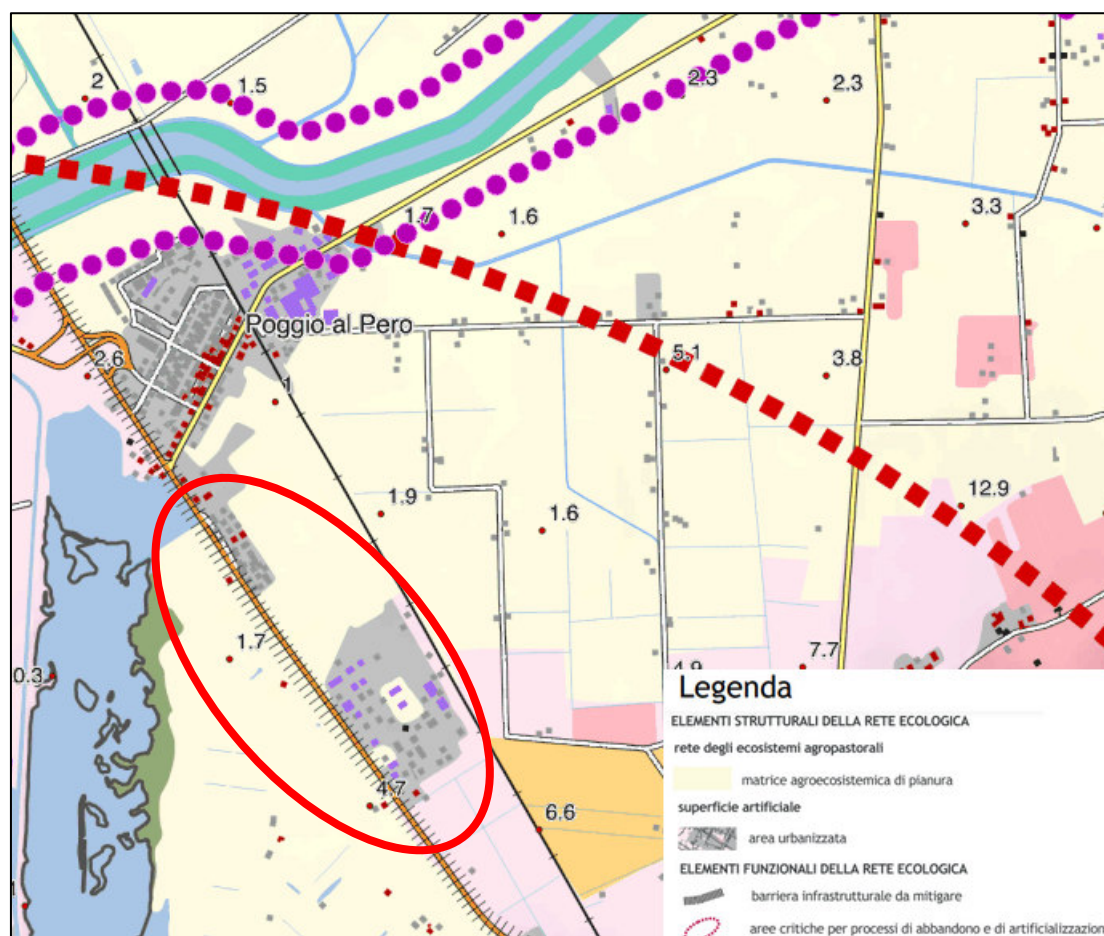 2
1.5
2.3
2.3
1.7
1.6
3.3
Poggio al Pero
2.6
5.1
3.8
1
1.9
1.6
12.9
1.7
0.3
7.7
4.9
4.7
6.6
1
Legenda
ELEMENTI STRUTTURALI DELLA RETE ECOLOGICA
rete degli ecosistemi agropastorali
matrice agroecosistemica di pianura
superficie artificiale
area urbanizzata
ELEMENTI FUNZIONALI DELLA RETE ECOLOGICA
barriera infrastrutturale da mitigare
aree critiche per processi di abbandono e di artificializzazion